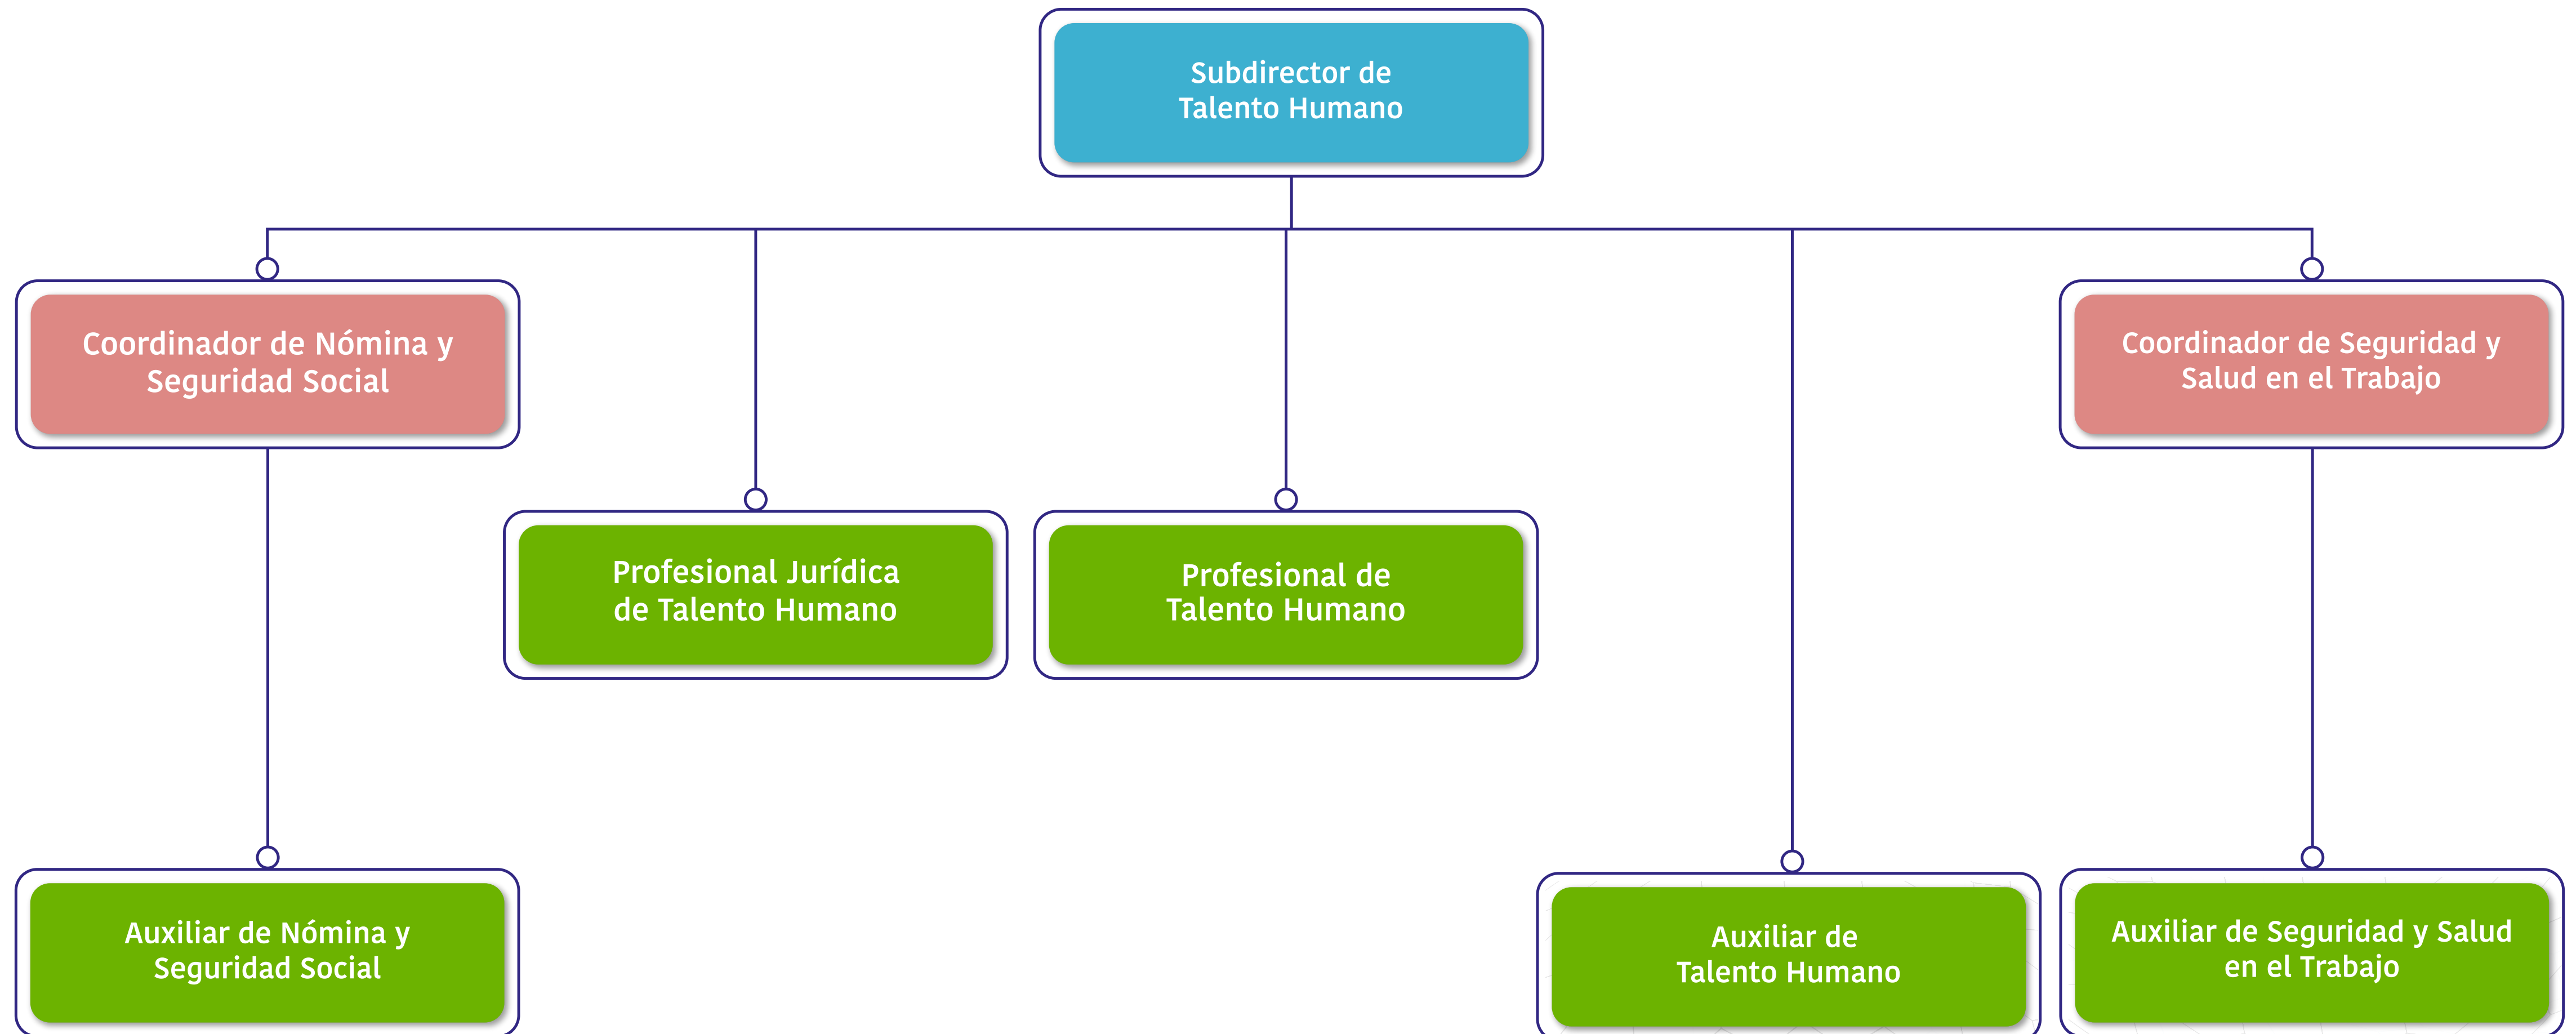 Subdirector de
Talento Humano
Coordinador de Nómina y
Seguridad Social
Coordinador de Seguridad y
Salud en el Trabajo
Profesional Jurídica
de Talento Humano
Profesional de
Talento Humano
Auxiliar de Nómina y
Seguridad Social
Auxiliar de
Talento Humano
Auxiliar de Seguridad y Salud
en el Trabajo